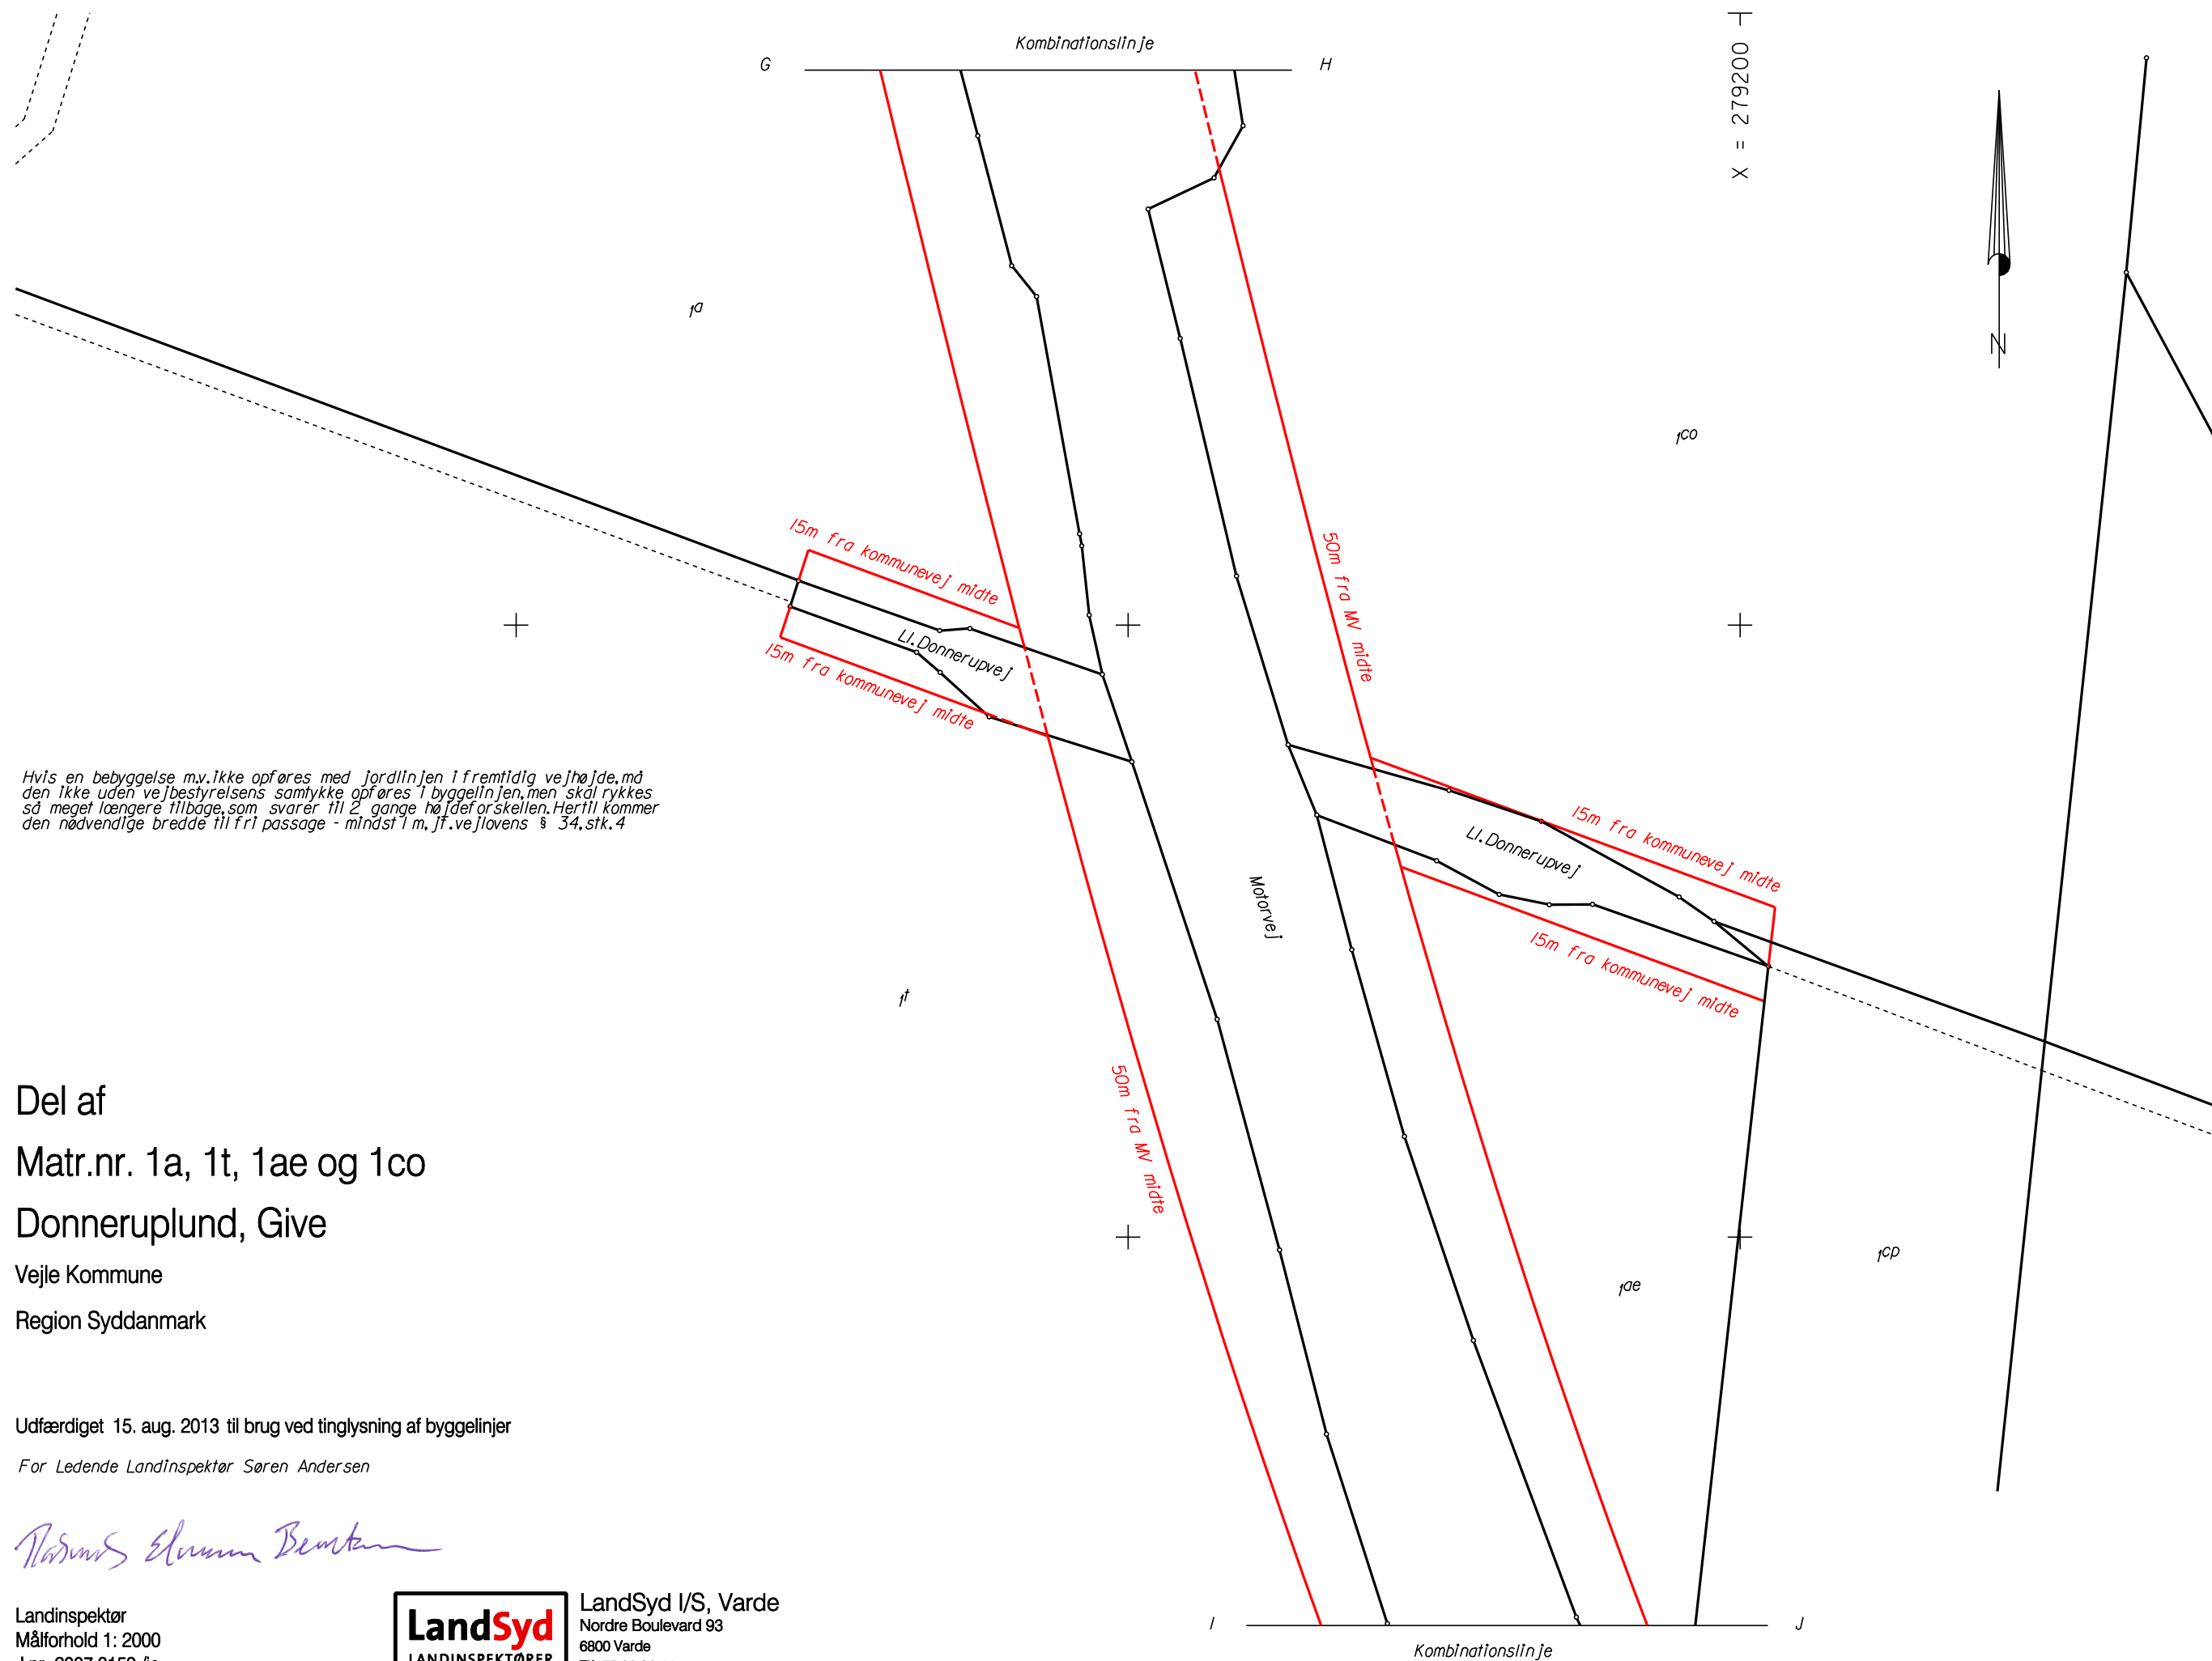 Kombinationslinje
G
H
X = 279200
N
1a
1co
15m fra kommunevej midte
50m fra MV midte
Ll. Donnerupvej
15m fra kommunevej midte
Hvis en bebyggelse m.v. ikke opføres med jordlinjen i fremtidig vejhøjde, må
den ikke uden vejbestyrelsens samtykke opføres i byggelinjen, men skal rykkes
så meget længere tilbage, som svarer til 2 gange højdeforskellen. Hertil kommer
den nødvendige bredde til fri passage - mindst 1 m, jf. vejlovens § 34, stk. 4
15m fra kommunevej midte
Ll. Donnerupvej
Motorvej
15m fra kommunevej midte
1t
50m fra MV midte
Del af
Matr.nr. 1a, 1t, 1ae og 1co
Donneruplund, Give
Vejle Kommune
Region Syddanmark
1cp
1ae
Udfærdiget 15. aug. 2013 til brug ved tinglysning af byggelinjer
For Ledende Landinspektør Søren Andersen
Landinspektør
Målforhold 1: 2000
LandSyd
LANDINSPEKTØRER
LandSyd I/S, Varde
Nordre Boulevard 93
6800 Varde
I
J
Kombinationslinje